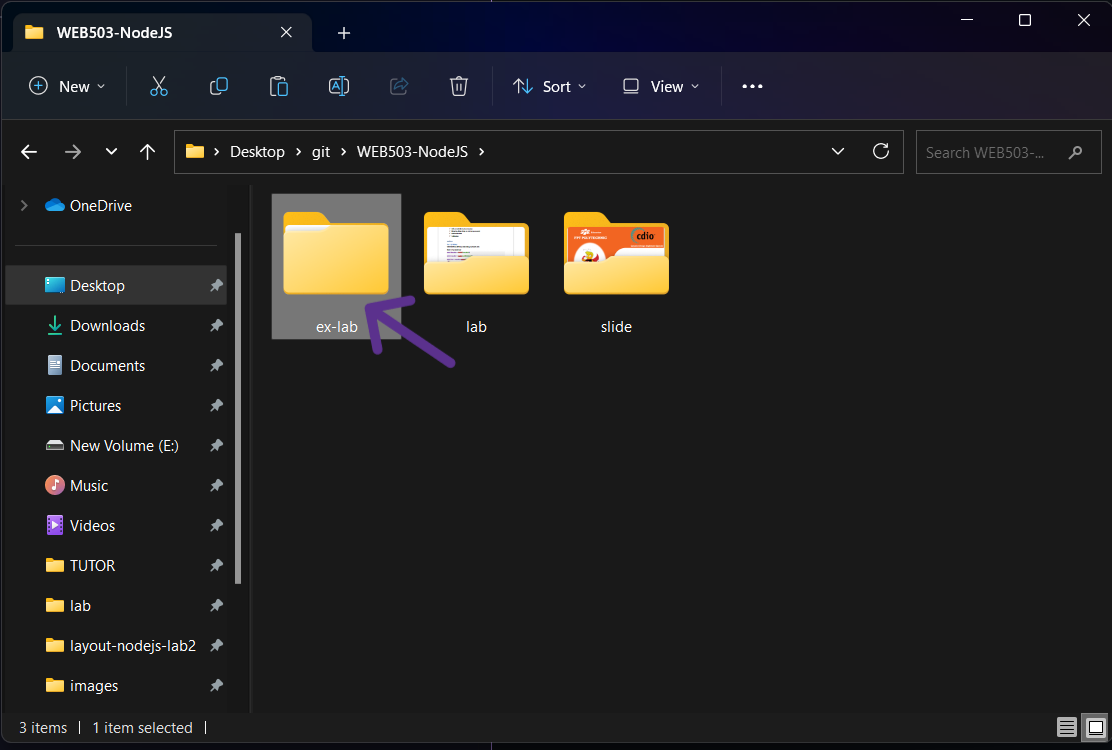 WEB503-NodeJS
New
Sort
View
Desktop > git > WEB503-NodeJS >
Search WEB503-...
OneDrive
Desktop
Downloads
Documents
Pictures
New Volume (E:)
Music
Videos
TUTOR
lab
layout-nodejs-lab2
images
cdio
ex-lab
lab
slide
3 items
1 item selected